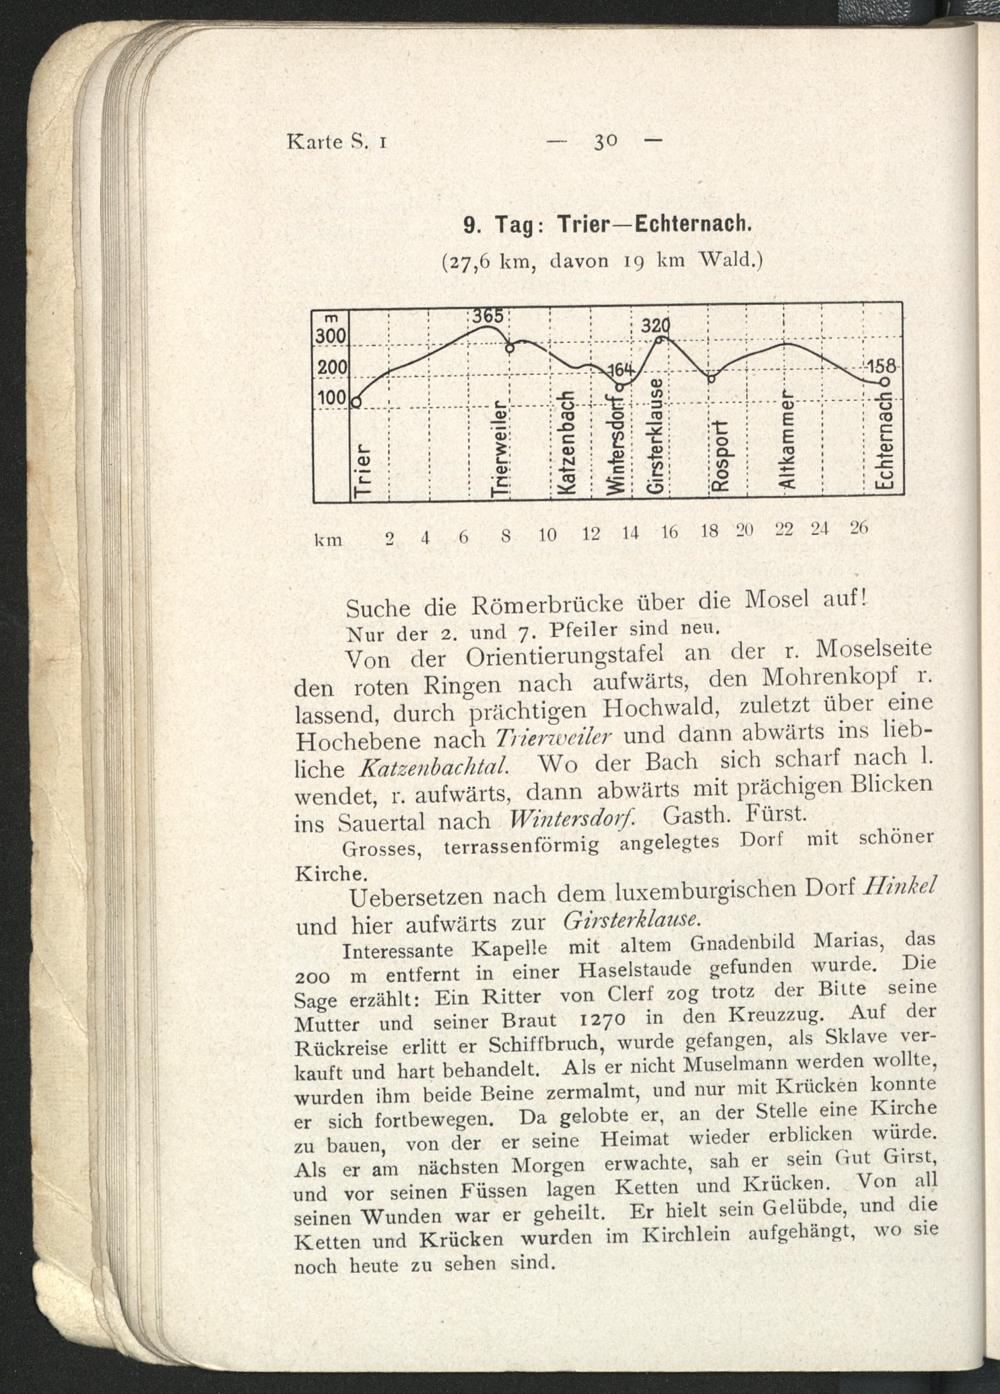 Karte S. 1 — 30 —
9. Tag: Trier—Echternach.
(27,6 km, davon 19 km Wald.)
m
300
200
100
365
164
320
158
Trier
Trierweiler
Katzenbach
Wintersdorf
Girsterklause
Rosport
Altkammer
Echternach
km 2 4 6 8 10 12 14 16 18 20 22 24 26
Suche die Römerbrücke über die Mosel auf!
Nur der 2. und 7. Pfeiler sind neu.
Von der Orientierungstafel an der r. Moselseite
den roten Ringen nach aufwärts, den Mohrenkopf r.
lassend, durch prächtigen Hochwald, zuletzt über eine
Hochebene nach Trierweiler und dann abwärts ins lieb-
liche Katzenbachtal. Wo der Bach sich scharf nach l.
wendet, r. aufwärts, dann abwärts mit prächigen Blicken
ins Sauertal nach Wintersdorf. Gasth. Fürst.
Grosses, terrassenförmig angelegtes Dorf mit schöner
Kirche.
Uebersetzen nach dem luxemburgischen Dorf Hinkel
und hier aufwärts zur Girsterklause.
Interessante Kapelle mit altem Gnadenbild Marias, das
200 m entfernt in einer Haselstaude gefunden wurde. Die
Sage erzählt: Ein Ritter von Clerf zog trotz der Bitte seine
Mutter und seiner Braut 1270 in den Kreuzzug. Auf der
Rückreise erlitt er Schiffbruch, wurde gefangen, als Sklave ver-
kauft und hart behandelt. Als er nicht Muselmann werden wollte,
wurden ihm beide Beine zermalmt, und nur mit Krücken konnte
er sich fortbewegen. Da gelobte er, an der Stelle eine Kirche
zu bauen, von der er seine Heimat wieder erblicken würde.
Als er am nächsten Morgen erwachte, sah er sein Gut Girst,
und vor seinen Füssen lagen Ketten und Krücken. Von all
seinen Wunden war er geheilt. Er hielt sein Gelübde, und die
Ketten und Krücken wurden im Kirchlein aufgehängt, wo sie
noch heute zu sehen sind.